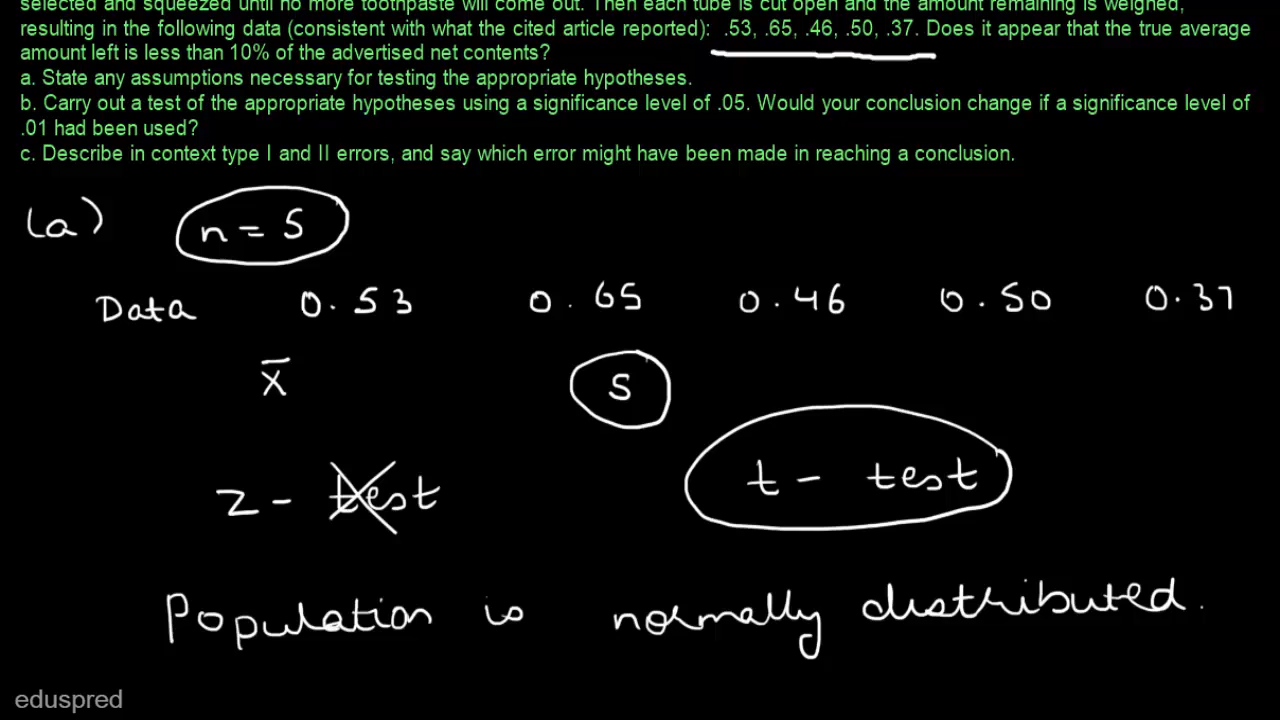 selected and squeezed until no more toothpaste will come out. Then each tube is cut open and the amount remaining is weighed,
resulting in the following data (consistent with what the cited article reported): .53, .65, .46, .50, .37. Does it appear that the true average
amount left is less than 10% of the advertised net contents?
a. State any assumptions necessary for testing the appropriate hypotheses.
b. Carry out a test of the appropriate hypotheses using a significance level of .05. Would your conclusion change if a significance level of
.01 had been used?
c. Describe in context type I and II errors, and say which error might have been made in reaching a conclusion.
(a) n = 5
Data 0.53 0.65 0.46 0.50 0.37
x̄ s
z - test t - test
Population is normally distributed.
eduspred